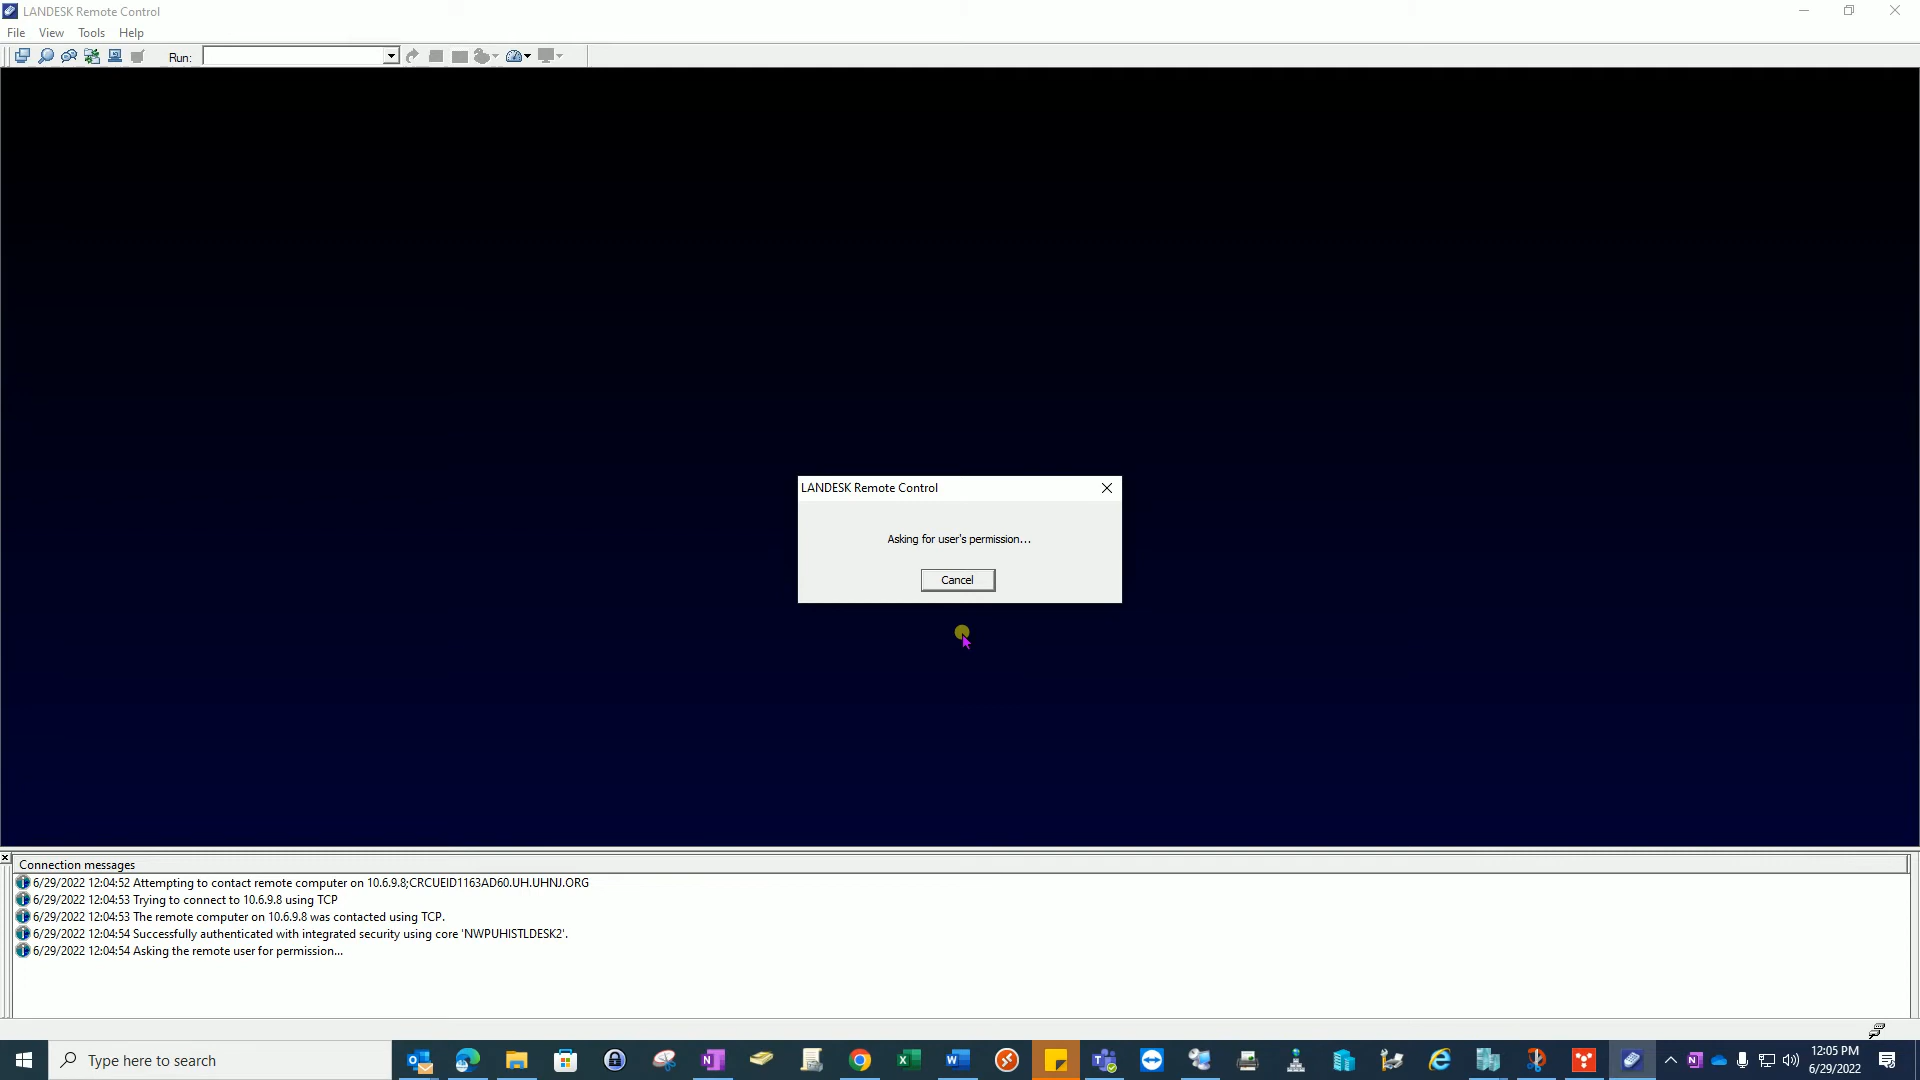 LANDESK Remote Control
File View Tools Help
Run:
LANDESK Remote Control
Asking for user's permission...
Cancel
Connection messages
6/29/2022 12:04:52 Attempting to contact remote computer on 10.6.9.8;CRCUEID1163AD60.UH.UHNJ.ORG
6/29/2022 12:04:53 Trying to connect to 10.6.9.8 using TCP
6/29/2022 12:04:53 The remote computer on 10.6.9.8 was contacted using TCP.
6/29/2022 12:04:54 Successfully authenticated with integrated security using core 'NWPUHISTLDESK2'.
6/29/2022 12:04:54 Asking the remote user for permission...
Type here to search
12:05 PM
6/29/2022